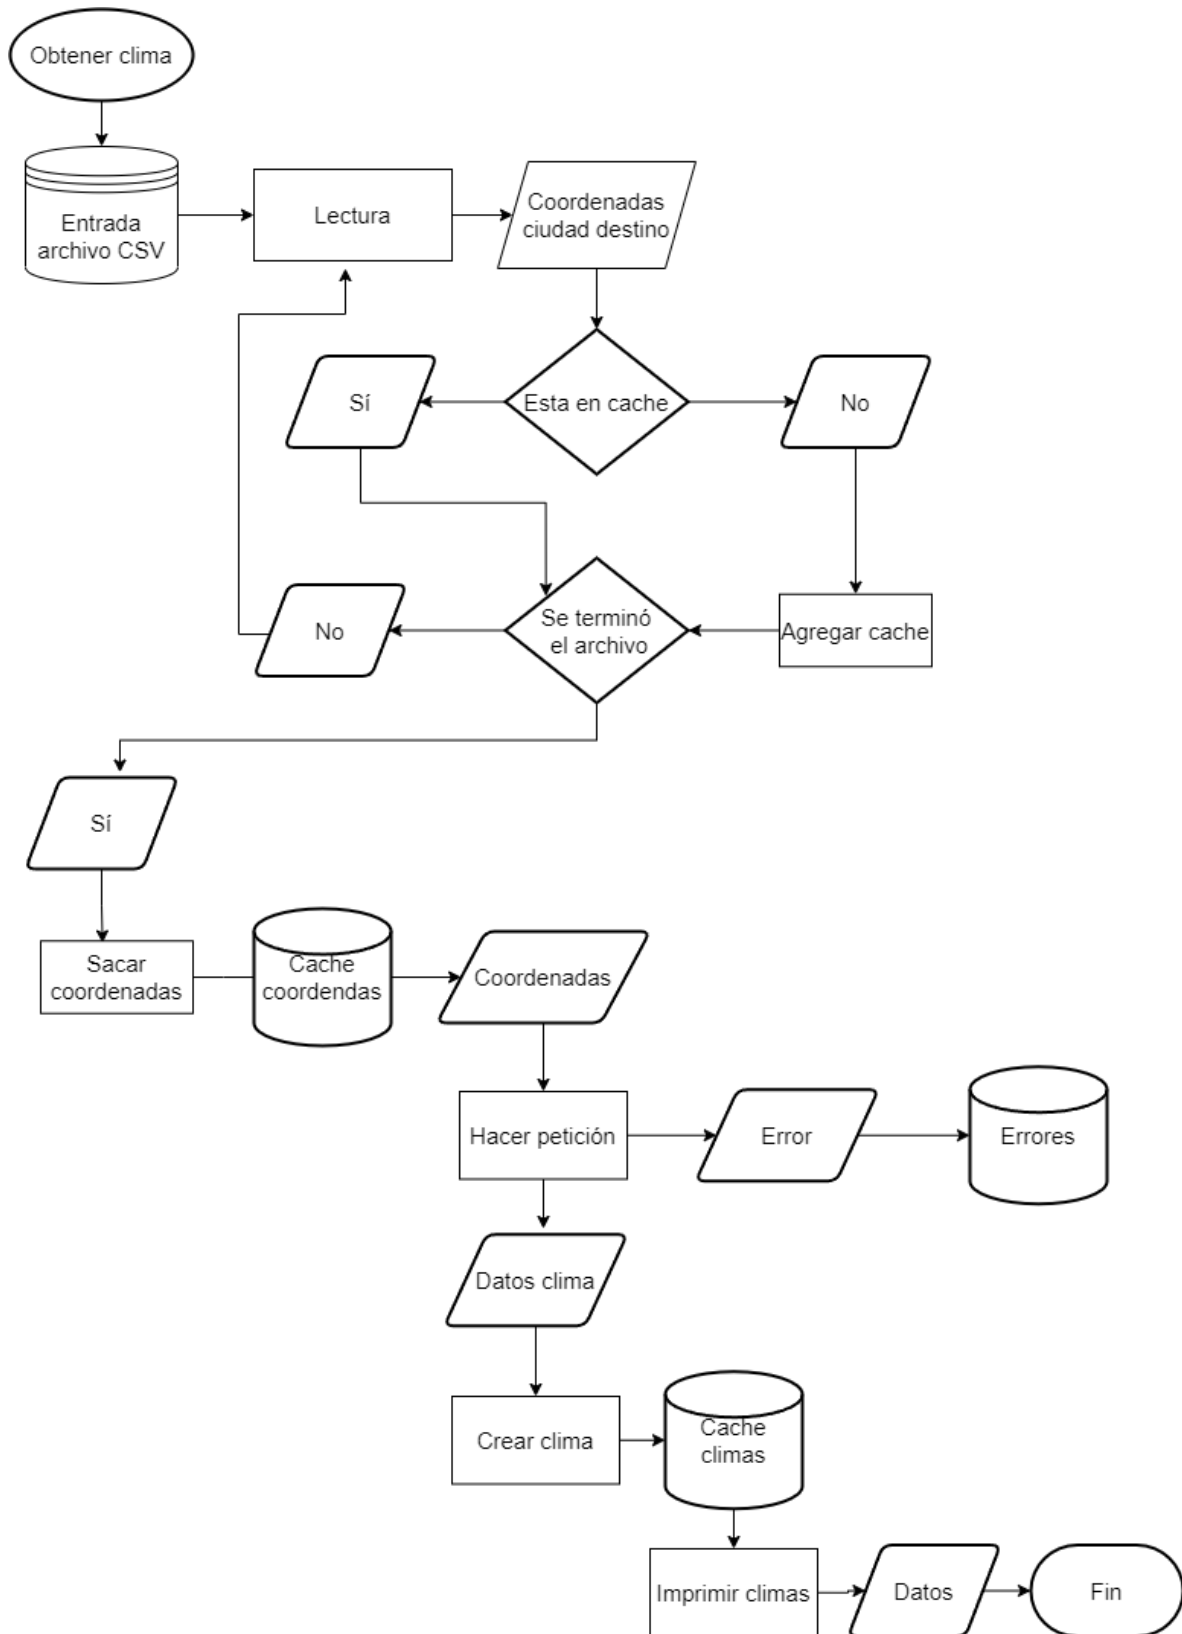 Obtener clima
Entrada
archivo CSV
Lectura
Coordenadas
ciudad destino
Sí
Esta en cache
No
No
Se terminó
el archivo
Agregar cache
Sí
Sacar
coordenadas
Cache
coordendas
Coordenadas
Hacer petición
Error
Errores
Datos clima
Crear clima
Cache
climas
Imprimir climas
Datos
Fin